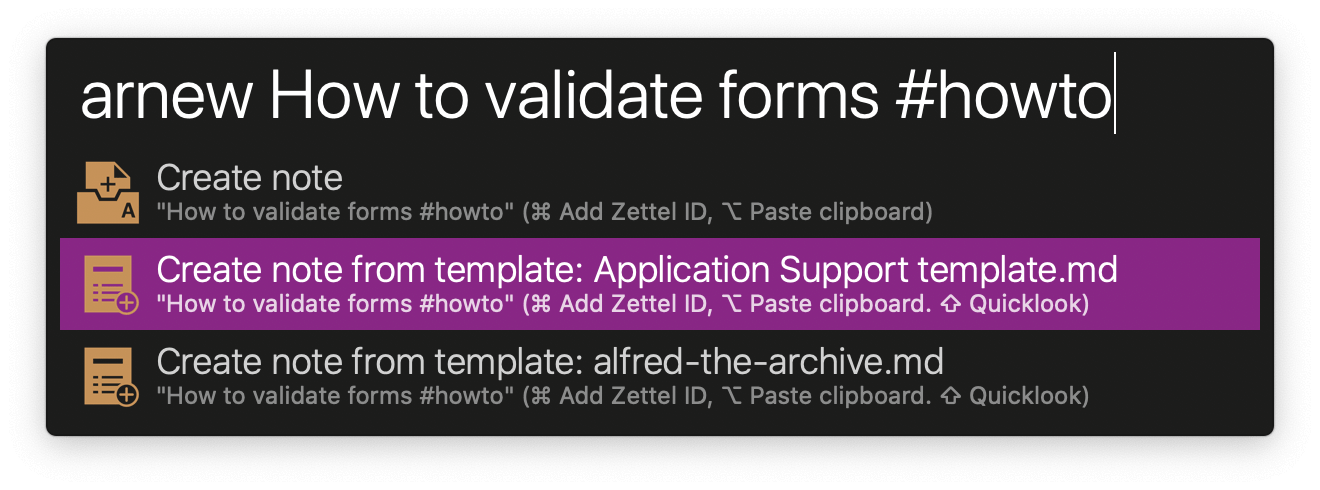 arnew How to validate forms #howto
Create note
"How to validate forms #howto" (⌘ Add Zettel ID, ⌥ Paste clipboard)
Create note from template: Application Support template.md
"How to validate forms #howto" (⌘ Add Zettel ID, ⌥ Paste clipboard. ⇧ Quicklook)
Create note from template: alfred-the-archive.md
"How to validate forms #howto" (⌘ Add Zettel ID, ⌥ Paste clipboard. ⇧ Quicklook)
A